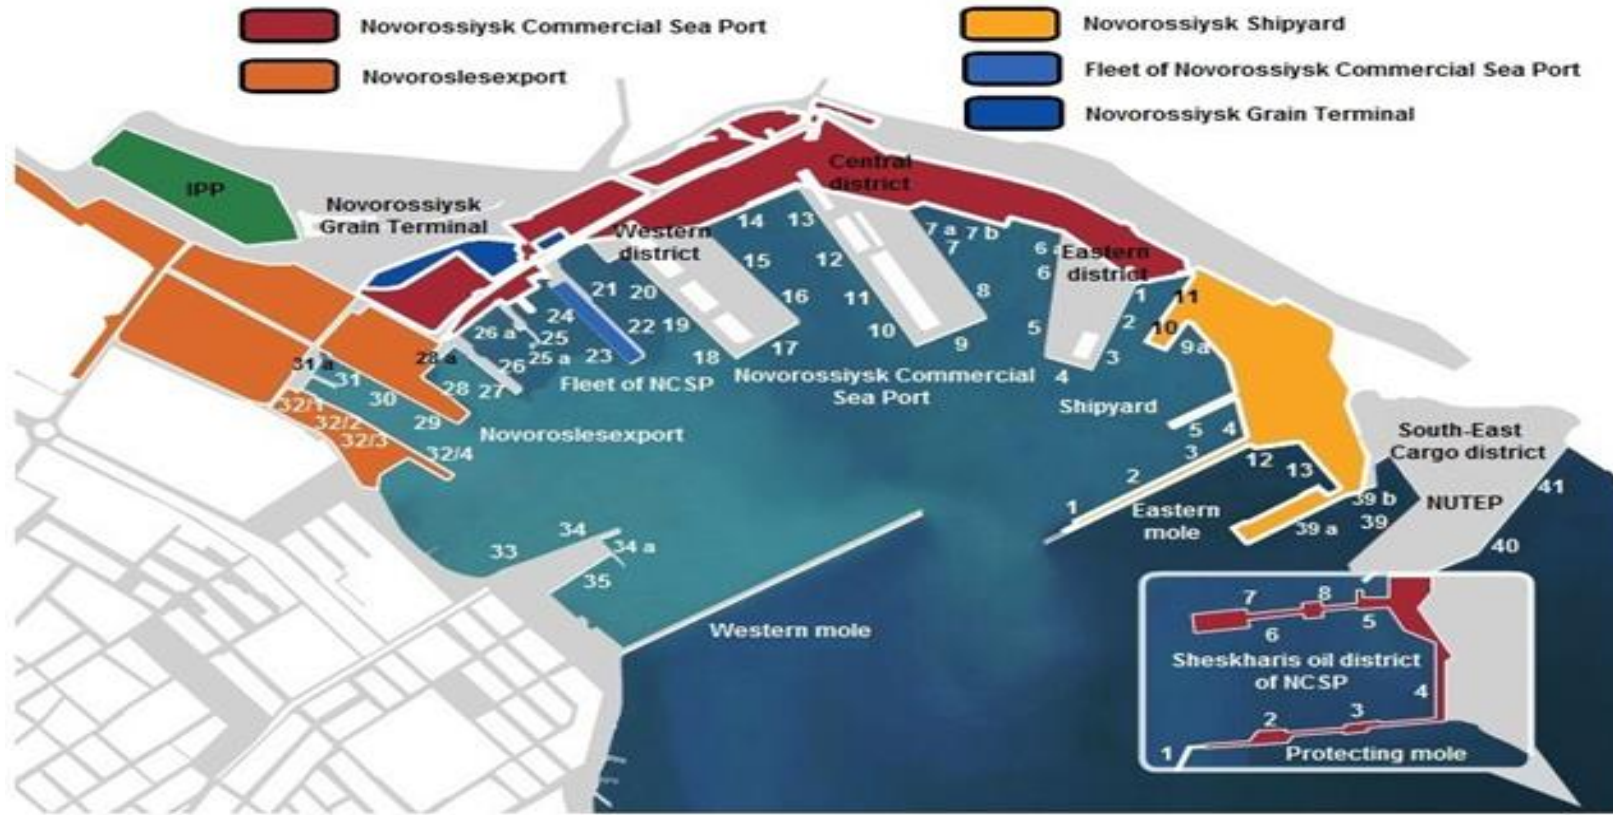 Novorossiysk Commercial Sea Port
Novoroslesexport
Novorossiysk Shipyard
Fleet of Novorossiysk Commercial Sea Port
Novorossiysk Grain Terminal
IPP
Novorossiysk
Grain Terminal
Western
district
Central
district
Eastern
district
14
13
15
12
16
11
10
17
18
19
20
21
22
23
24
25
25 a
26
26 a
27
28
28 a
29
30
31
31 a
32/1
32/2
32/3
32/4
7 a
7 b
7
8
9
6 a
6
5
4
3
2
1
11
10
9 a
Fleet of NCSP
Novorossiysk Commercial
Sea Port
Shipyard
Novoroslesexport
5
4
3
2
1
12
13
Eastern
mole
39 a
39 b
39
South-East
Cargo district
NUTEP
41
40
33
34
34 a
35
Western mole
7
8
6
5
Sheskharis oil district
of NCSP
4
2
3
1
Protecting mole